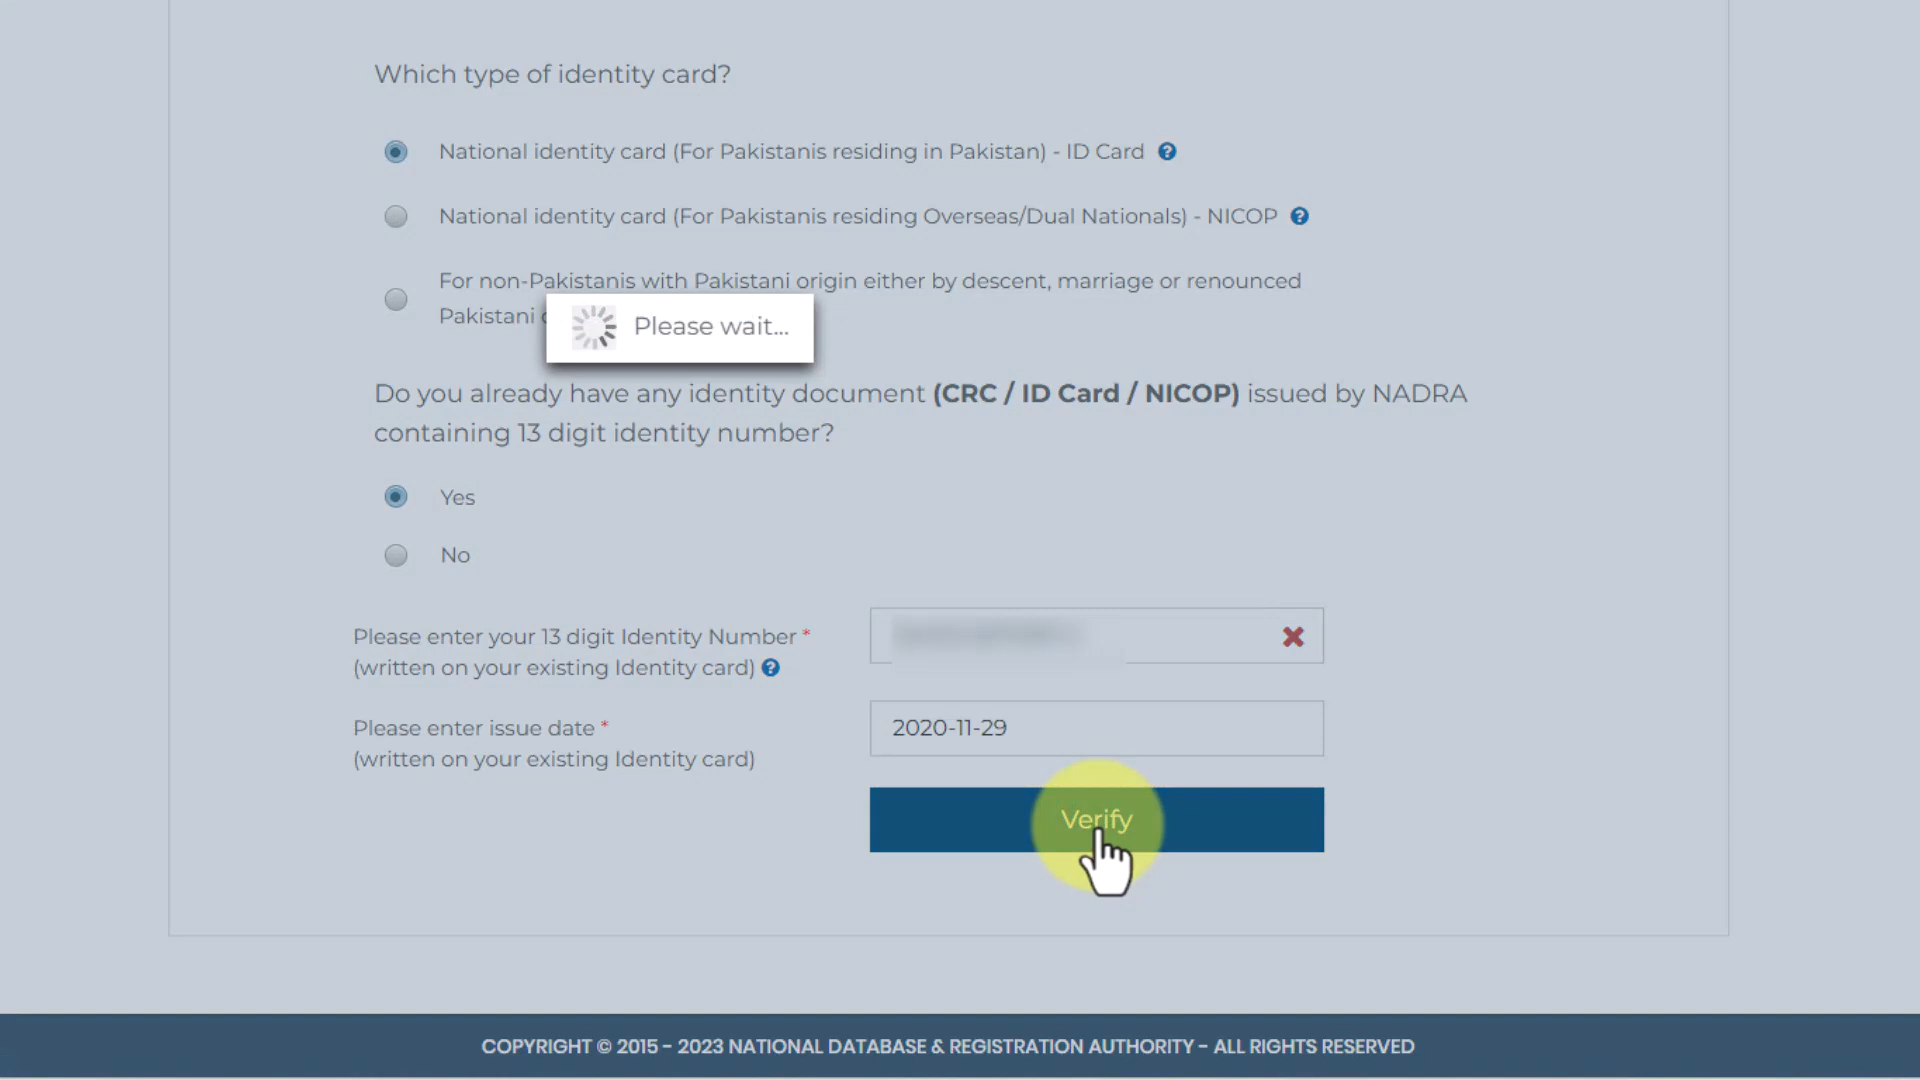 Which type of identity card?
National identity card (For Pakistanis residing in Pakistan) - ID Card ?
National identity card (For Pakistanis residing Overseas/Dual Nationals) - NICOP ?
For non-Pakistanis with Pakistani origin either by descent, marriage or renounced
Pakistani
Please wait...
Do you already have any identity document (CRC / ID Card / NICOP) issued by NADRA
containing 13 digit identity number?
Yes
No
Please enter your 13 digit Identity Number *
(written on your existing Identity card) ?
Please enter issue date *
2020-11-29
(written on your existing Identity card)
Verify
COPYRIGHT © 2015 - 2023 NATIONAL DATABASE & REGISTRATION AUTHORITY - ALL RIGHTS RESERVED